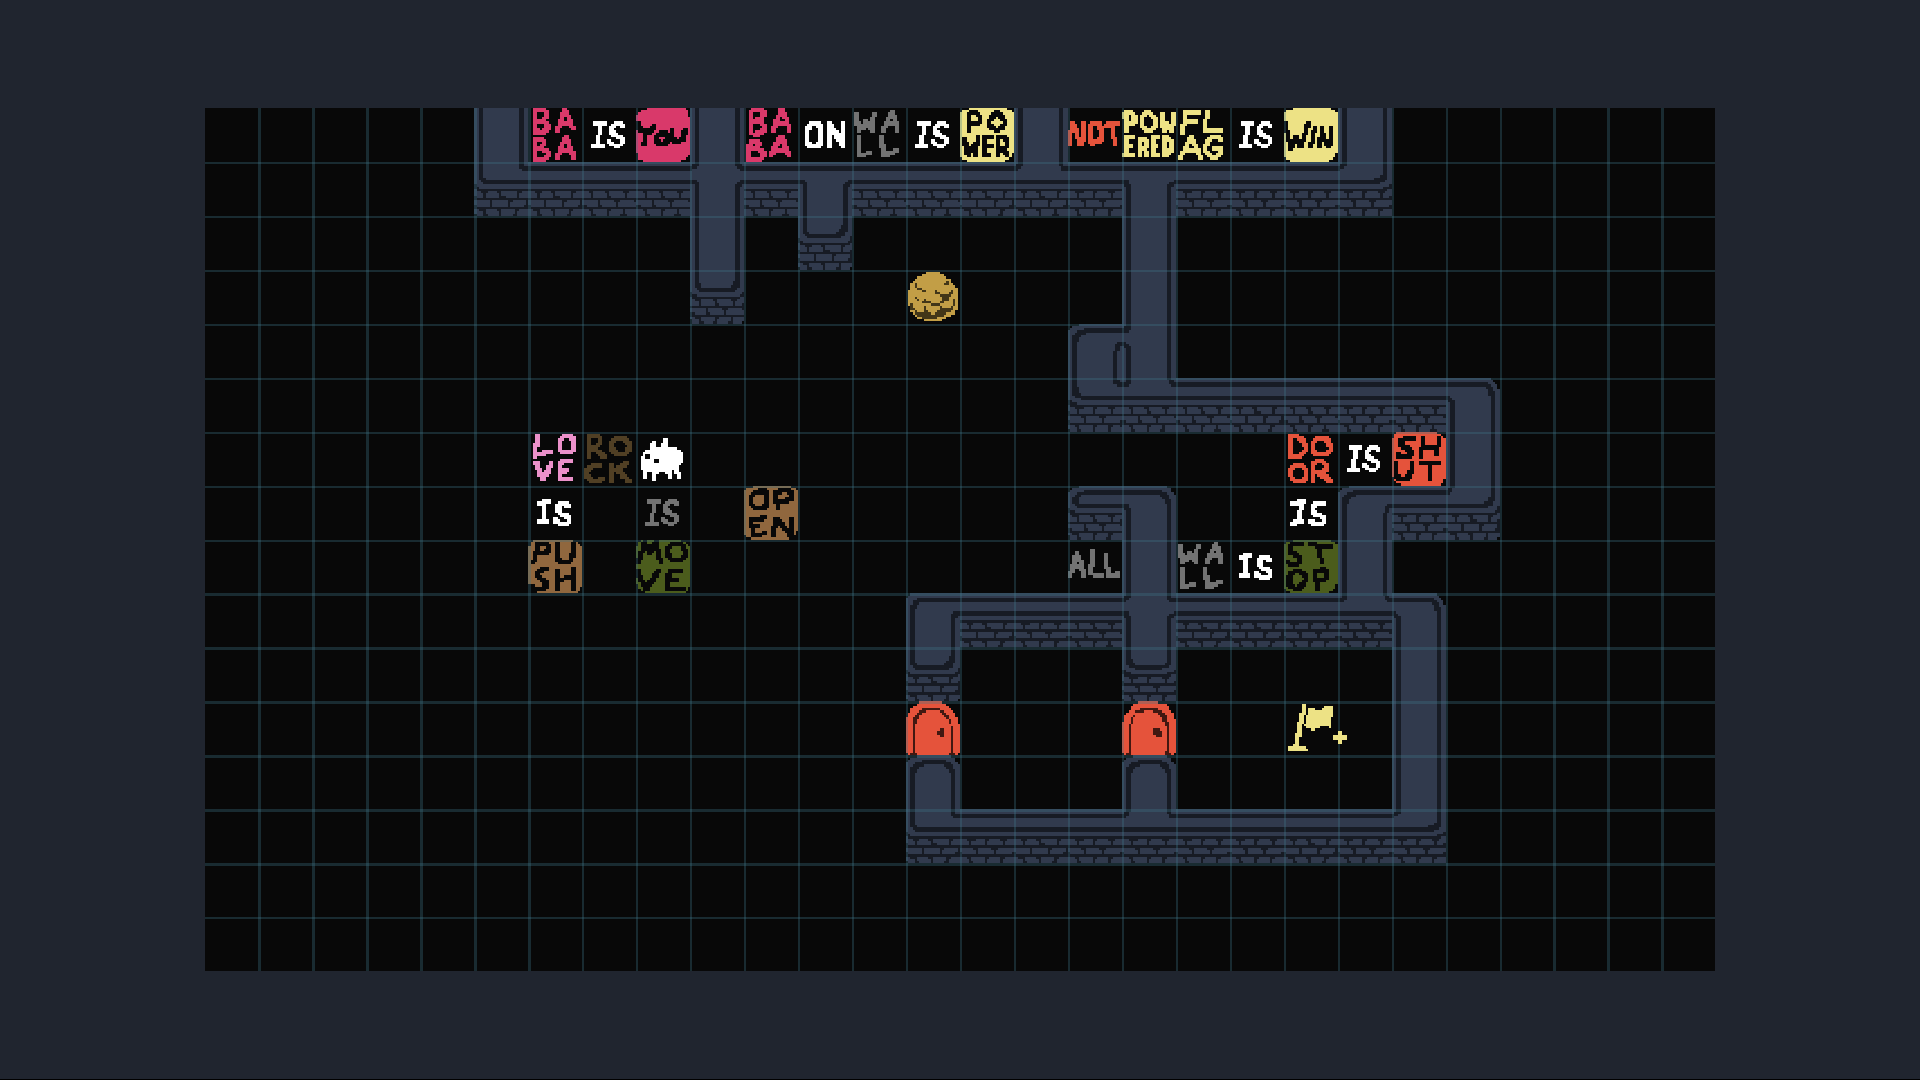 BABA IS YOU BABA ON WALL IS POWER NOT POWERED FLAG IS WIN
LOVE ROCK DOOR IS SHUT
IS IS OPEN IS
PUSH MOVE ALL WALL IS STOP